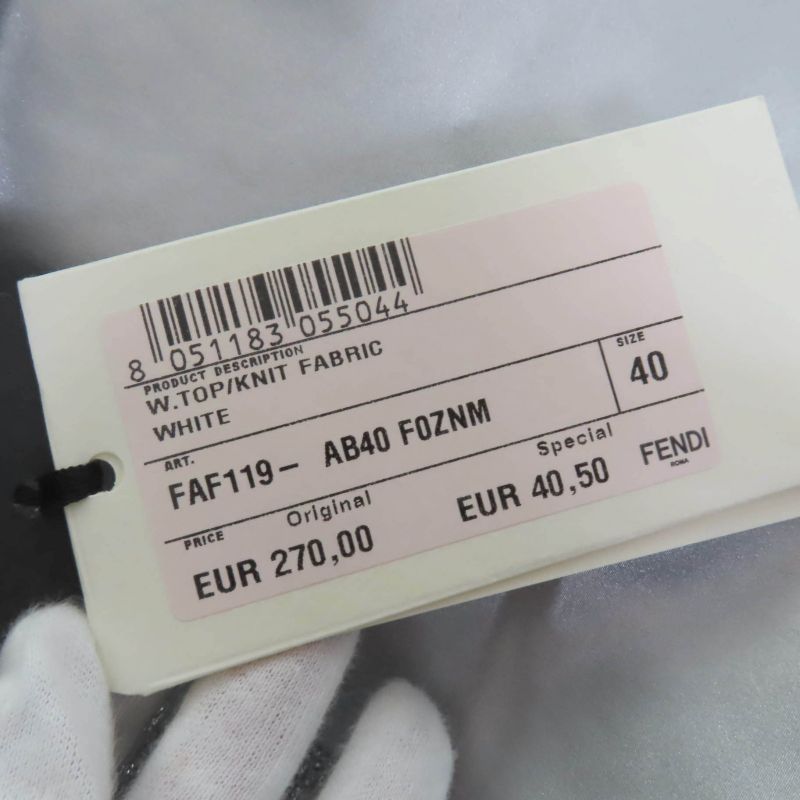 8 051183 055044
PRODUCT DESCRIPTION
W.TOP/KNIT FABRIC
WHITE
SIZE
40
ART.
FAF119- AB40 F0ZNM
PRICE
Original
EUR 270,00
Special
EUR 40,50
FENDI
ROMA